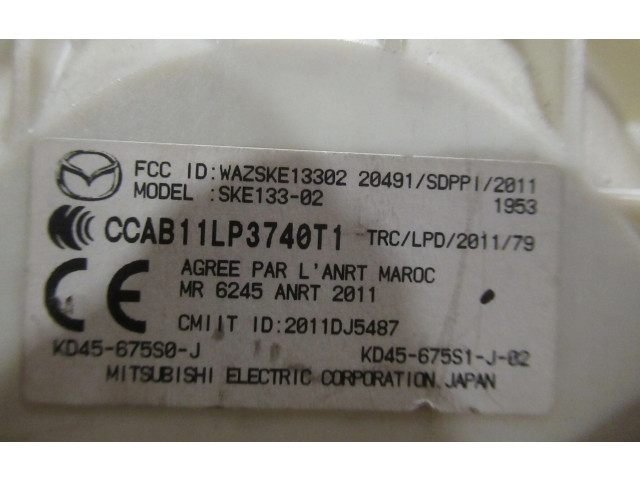 FCC ID:WAZSKE13302 20491/SDPPI/2011
MODEL :SKE133-02 1953
CCAB11LP3740T1 TRC/LPD/2011/79
AGREE PAR L'ANRT MAROC
MR 6245 ANRT 2011
CE
CMIIT ID:2011DJ5487
KD45-675S0-J KD45-675S1-J-02
MITSUBISHI ELECTRIC CORPORATION.JAPAN